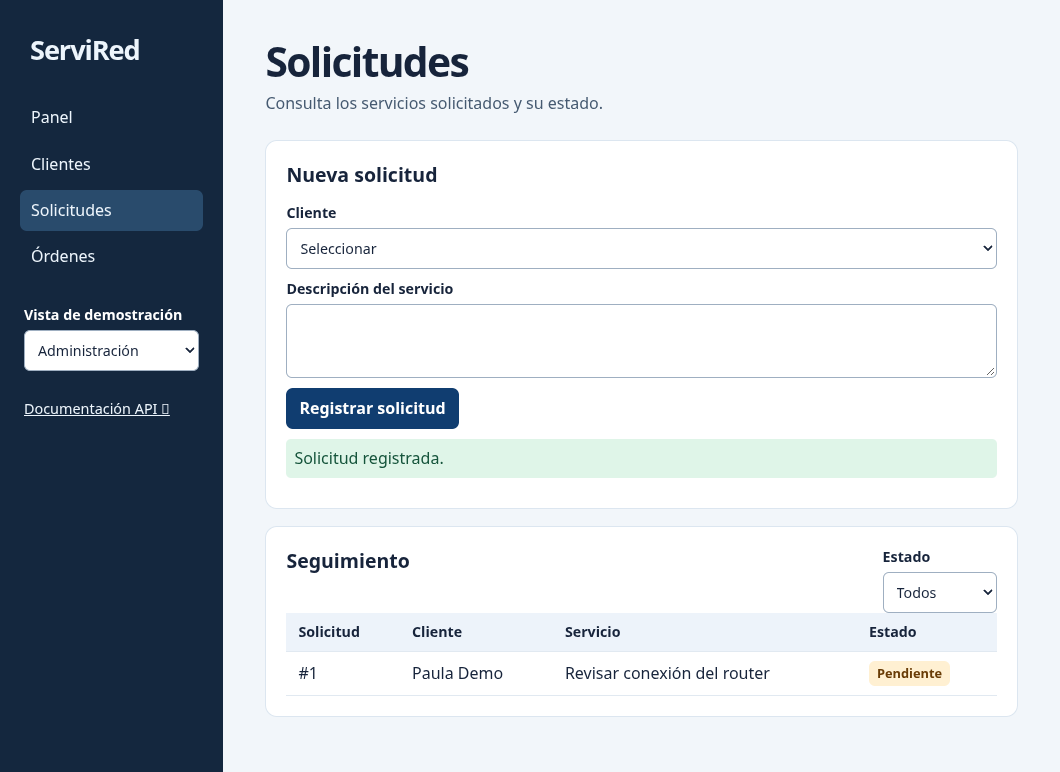 ServiRed
Panel
Clientes
Solicitudes
Órdenes
Vista de demostración
Administración
Documentación API
Solicitudes
Consulta los servicios solicitados y su estado.
Nueva solicitud
Cliente
Seleccionar
Descripción del servicio
Registrar solicitud
Solicitud registrada.
Seguimiento
Estado
Todos
Solicitud Cliente Servicio Estado
#1 Paula Demo Revisar conexión del router Pendiente